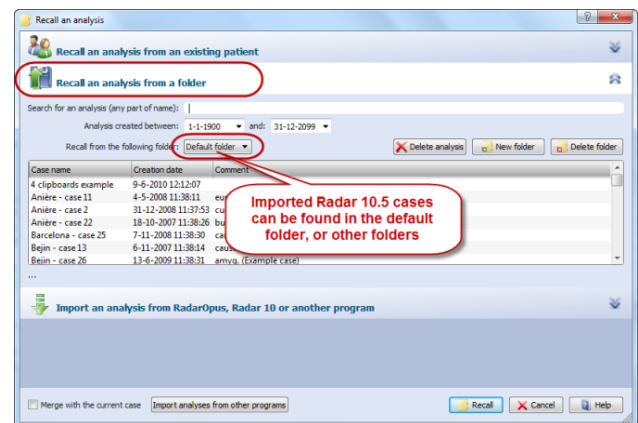 Recall an analysis
Recall an analysis from an existing patient
Recall an analysis from a folder
Search for an analysis (any part of name):
Analysis created between: 1-1-1900 and: 31-12-2099
Recall from the following folder: Default folder Delete analysis New folder Delete folder
Case name Creation date Comment
4 clipboards example 9-6-2010 12:12:07
Anière - case 11 4-5-2008 11:38:11
Anière - case 2 31-12-2008 11:37:53
Anière - case 22 18-10-2007 11:38:26
Barcelona - case 25 7-11-2008 11:38:30
Bejin - case 13 6-11-2007 11:38:14
Bejin - case 26 13-6-2009 11:38:31 amyg. (Example case)
Imported Radar 10.5 cases
can be found in the default
folder, or other folders
...
Import an analysis from RadarOpus, Radar 10 or another program
Merge with the current case Import analyses from other programs Recall Cancel Help